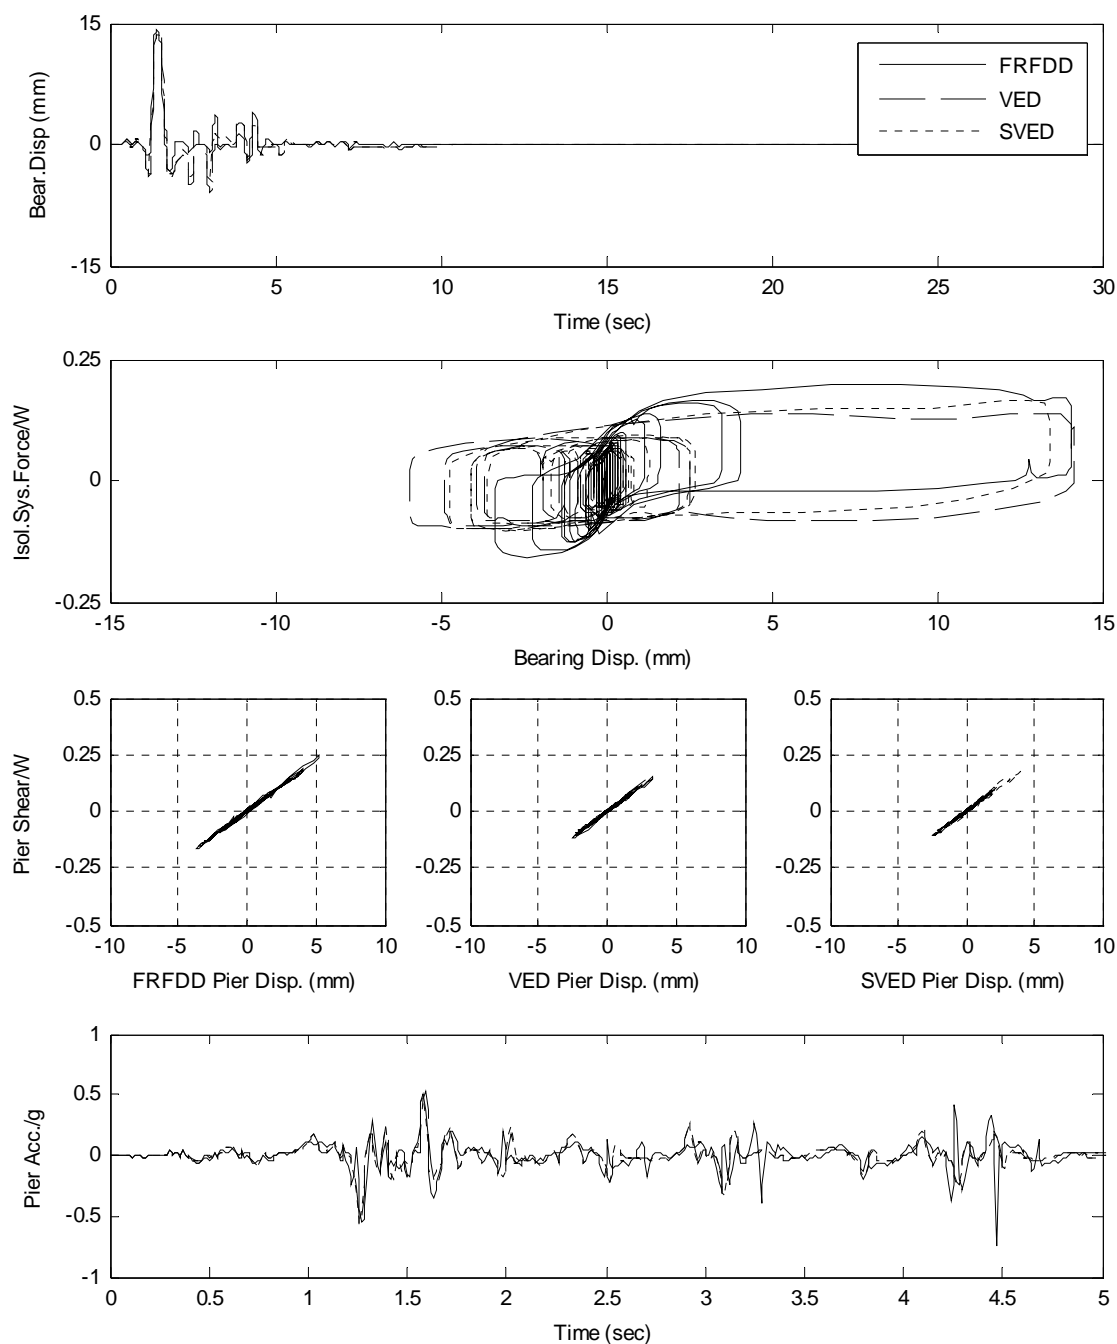 15
0
-15
Bear.Disp (mm)
FRFDD
VED
SVED
0 5 10 15 20 25 30
Time (sec)
0.25
0
-0.25
Isol.Sys.Force/W
-15 -10 -5 0 5 10 15
Bearing Disp. (mm)
0.5 0.5 0.5
0.25 0.25 0.25
0 0 0
-0.25 -0.25 -0.25
-0.5 -0.5 -0.5
Pier Shear/W
-10 -5 0 5 10 -10 -5 0 5 10 -10 -5 0 5 10
FRFDD Pier Disp. (mm) VED Pier Disp. (mm) SVED Pier Disp. (mm)
1
0.5
0
-0.5
-1
Pier Acc./g
0 0.5 1 1.5 2 2.5 3 3.5 4 4.5 5
Time (sec)